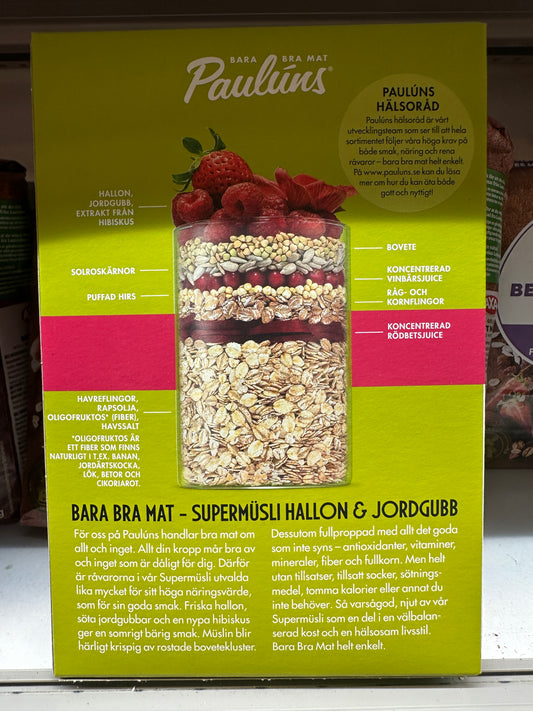 BARA BRA MAT
Paulúns®
PAULÚNS
HÄLSORÅD
Paulúns hälsoråd är vårt
utvecklingsteam som ser till att hela
sortimentet följer våra höga krav på
både smak, näring och rena
råvaror – bara bra mat helt enkelt.
På www.pauluns.se kan du läsa
mer om hur du kan äta både
gott och nyttigt!
HALLON,
JORDGUBB,
EXTRAKT FRÅN
HIBISKUS
SOLROSKÄRNOR
PUFFAD HIRS
BOVETE
KONCENTRERAD
VINBÄRSJUICE
RÅG- OCH
KORNFLINGOR
KONCENTRERAD
RÖDBETSJUICE
HAVREFLINGOR,
RAPSOLJA,
OLIGOFRUKTOS* (FIBER),
HAVSSALT
*OLIGOFRUKTOS ÄR
ETT FIBER SOM FINNS
NATURLIGT I T.EX. BANAN,
JORDÄRTSKOCKA,
LÖK, BETOR OCH
CIKORIAROT.
BARA BRA MAT – SUPERMÜSLI HALLON & JORDGUBB
För oss på Paulúns handlar bra mat om
allt och inget. Allt din kropp mår bra av
och inget som är dåligt för dig. Därför
är råvarorna i vår Supermüsli utvalda
lika mycket för sitt höga näringsvärde,
som för sin goda smak. Friska hallon,
söta jordgubbar och en nypa hibiskus
ger en somrigt bärig smak. Müslin blir
härligt krispig av rostade bovetekluster.
Dessutom fullproppad med allt det goda
som inte syns – antioxidanter, vitaminer,
mineraler, fiber och fullkorn. Men helt
utan tillsatser, tillsatt socker, sötnings-
medel, tomma kalorier eller annat du
inte behöver. Så varsågod, njut av vår
Supermüsli som en del i en välbalan-
serad kost och en hälsosam livsstil.
Bara Bra Mat helt enkelt.
BE